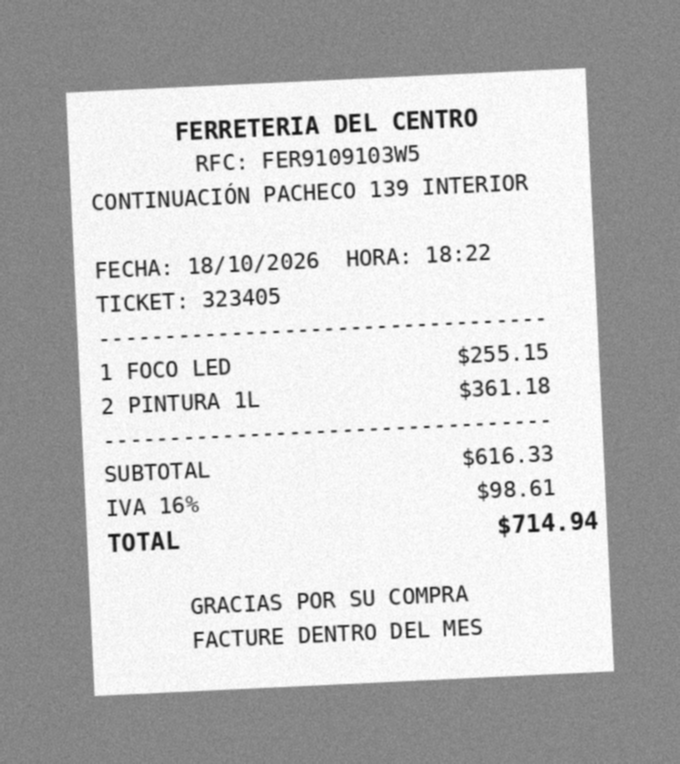 FERRETERIA DEL CENTRO
RFC: FER9109103W5
CONTINUACIÓN PACHECO 139 INTERIOR
FECHA: 18/10/2026  HORA: 18:22
TICKET: 323405
----------------------------------
1 FOCO LED $255.15
2 PINTURA 1L $361.18
----------------------------------
SUBTOTAL $616.33
IVA 16% $98.61
TOTAL $714.94
GRACIAS POR SU COMPRA
FACTURE DENTRO DEL MES